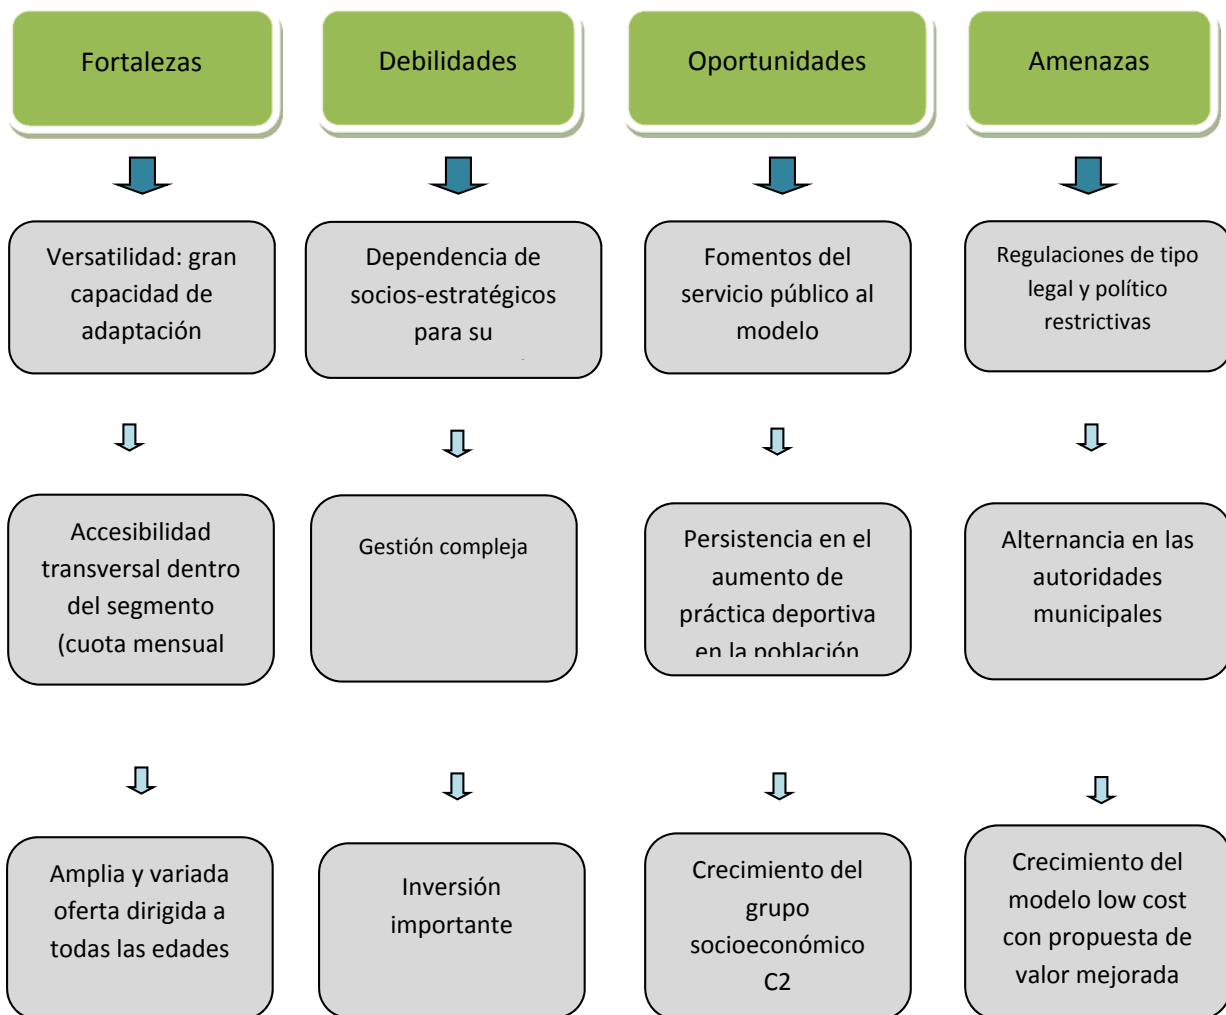 Fortalezas
Debilidades
Oportunidades
Amenazas
Versatilidad: gran
capacidad de
adaptación
Dependencia de
socios-estratégicos
para su
Fomentos del
servicio público al
modelo
Regulaciones de tipo
legal y político
restrictivas
Accesibilidad
transversal dentro
del segmento
(cuota mensual
Gestión compleja
Persistencia en el
aumento de
práctica deportiva
en la población
Alternancia en las
autoridades
municipales
Amplia y variada
oferta dirigida a
todas las edades
Inversión
importante
Crecimiento del
grupo
socioeconómico
C2
Crecimiento del
modelo low cost
con propuesta de
valor mejorada